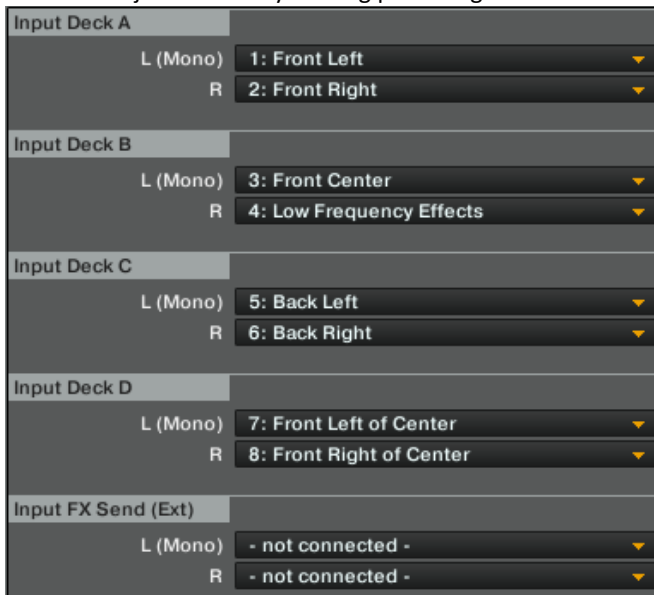 Input Deck A
L (Mono) 1: Front Left
R 2: Front Right
Input Deck B
L (Mono) 3: Front Center
R 4: Low Frequency Effects
Input Deck C
L (Mono) 5: Back Left
R 6: Back Right
Input Deck D
L (Mono) 7: Front Left of Center
R 8: Front Right of Center
Input FX Send (Ext)
L (Mono) - not connected -
R - not connected -